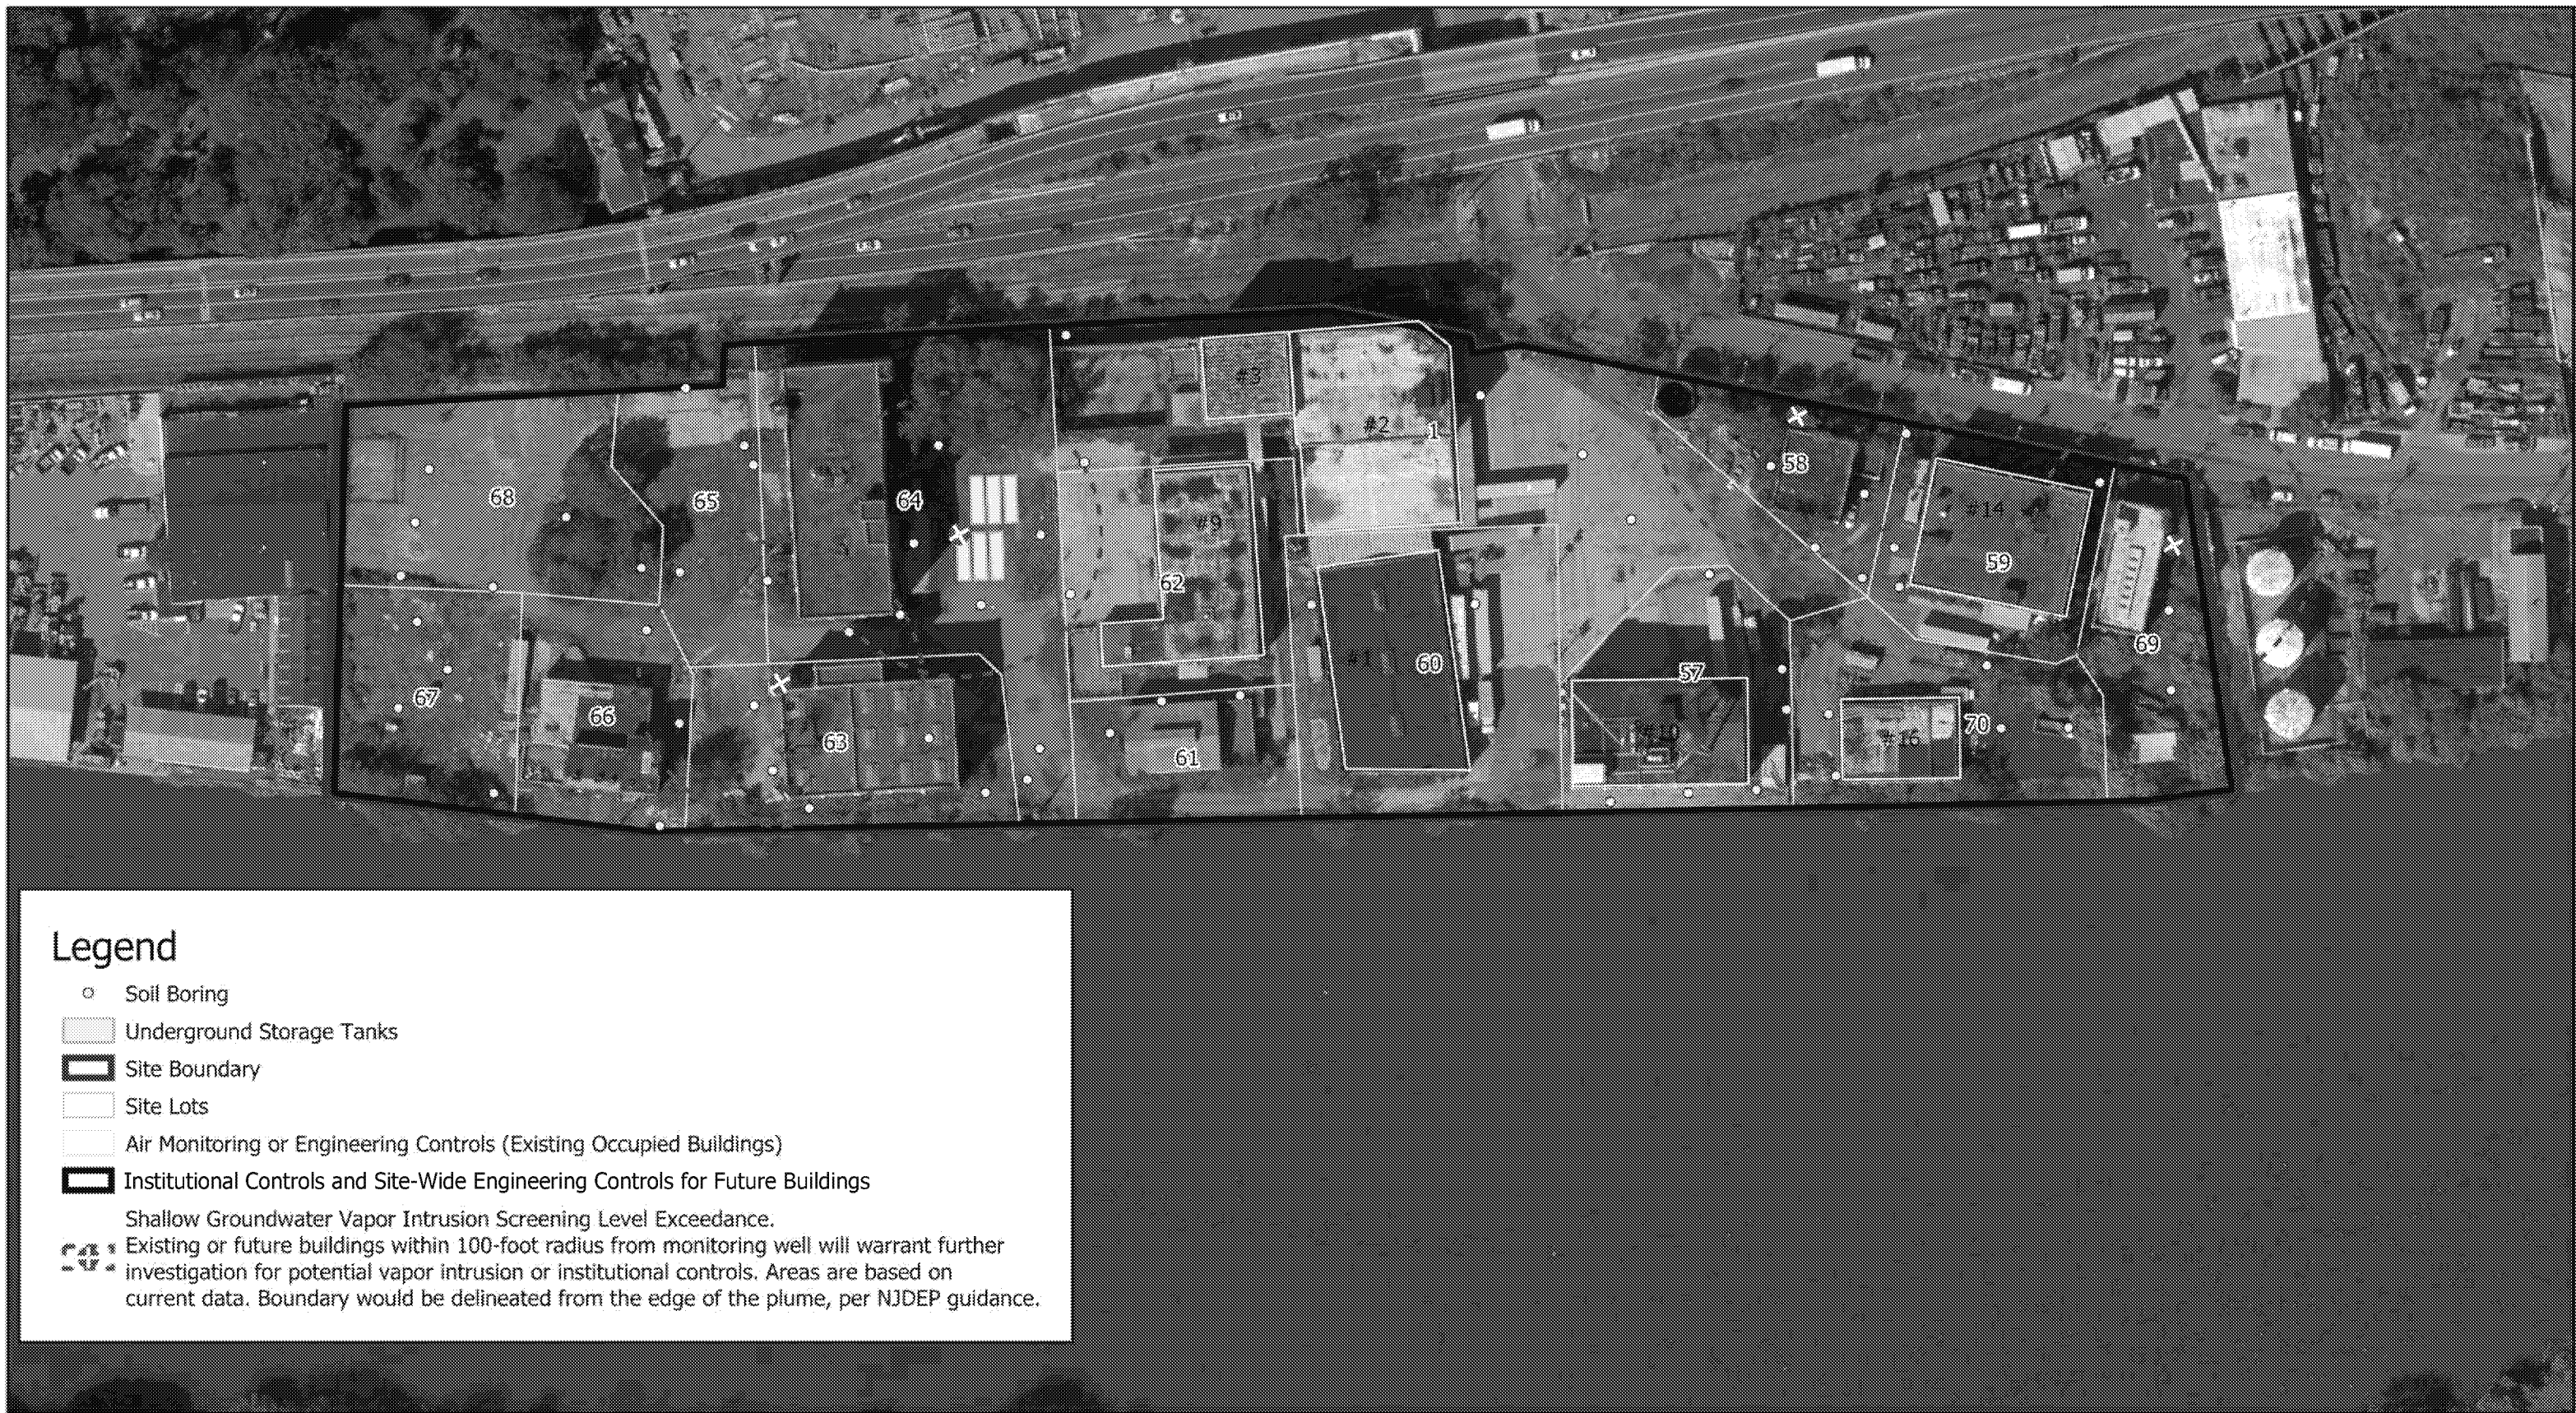 #3
#2
1
58
68
65
64
#9
#14
59
62
#1
60
69
57
67
66
63
61
#10
#16
70
Legend
Soil Boring
Underground Storage Tanks
Site Boundary
Site Lots
Air Monitoring or Engineering Controls (Existing Occupied Buildings)
Institutional Controls and Site-Wide Engineering Controls for Future Buildings
Shallow Groundwater Vapor Intrusion Screening Level Exceedance.
Existing or future buildings within 100-foot radius from monitoring well will warrant further
investigation for potential vapor intrusion or institutional controls. Areas are based on
current data. Boundary would be delineated from the edge of the plume, per NJDEP guidance.